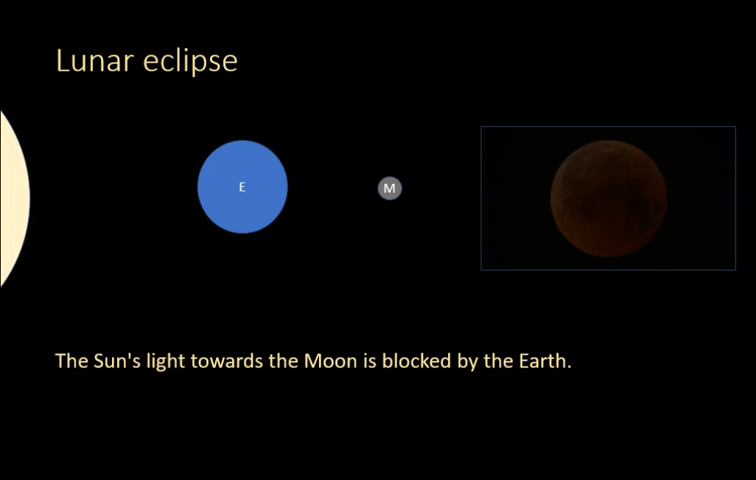 Lunar eclipse
E
M
The Sun's light towards the Moon is blocked by the Earth.